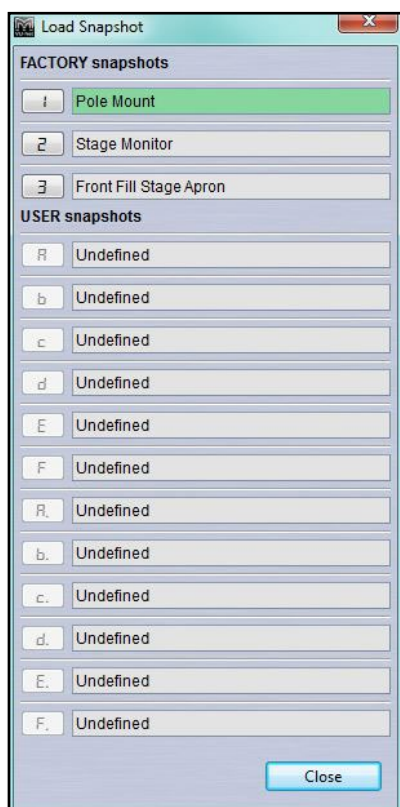 Load Snapshot
FACTORY snapshots
1 Pole Mount
2 Stage Monitor
3 Front Fill Stage Apron
USER snapshots
A Undefined
b Undefined
c Undefined
d Undefined
E Undefined
F Undefined
A. Undefined
b. Undefined
c. Undefined
d. Undefined
E. Undefined
F. Undefined
Close